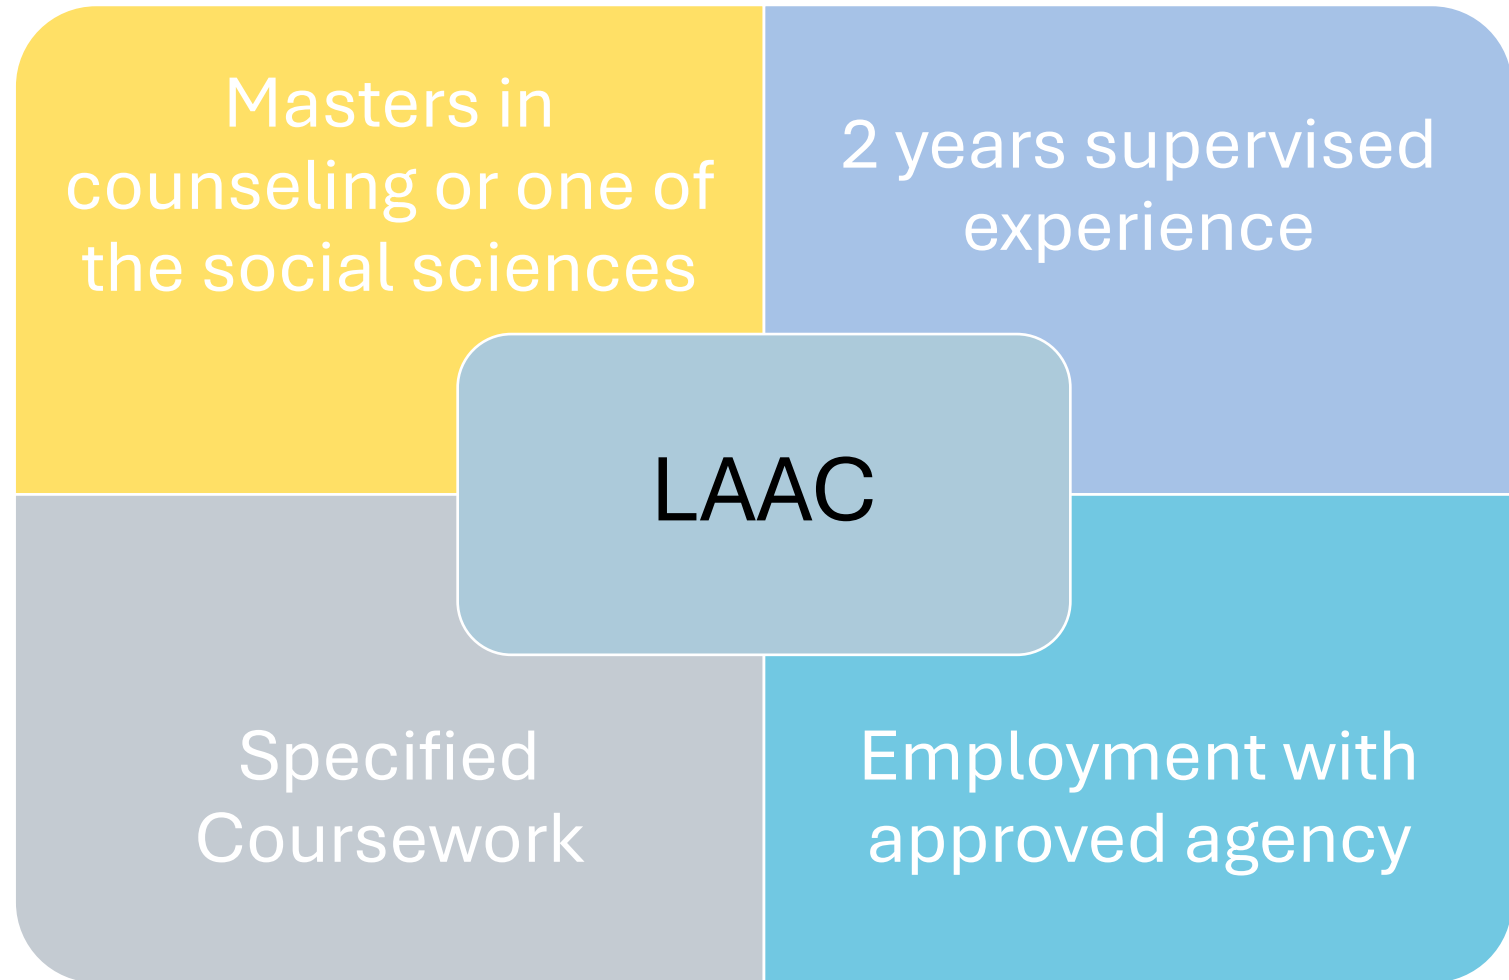 Masters in
counseling or one of
the social sciences
2 years supervised
experience
LAAC
Specified
Coursework
Employment with
approved agency